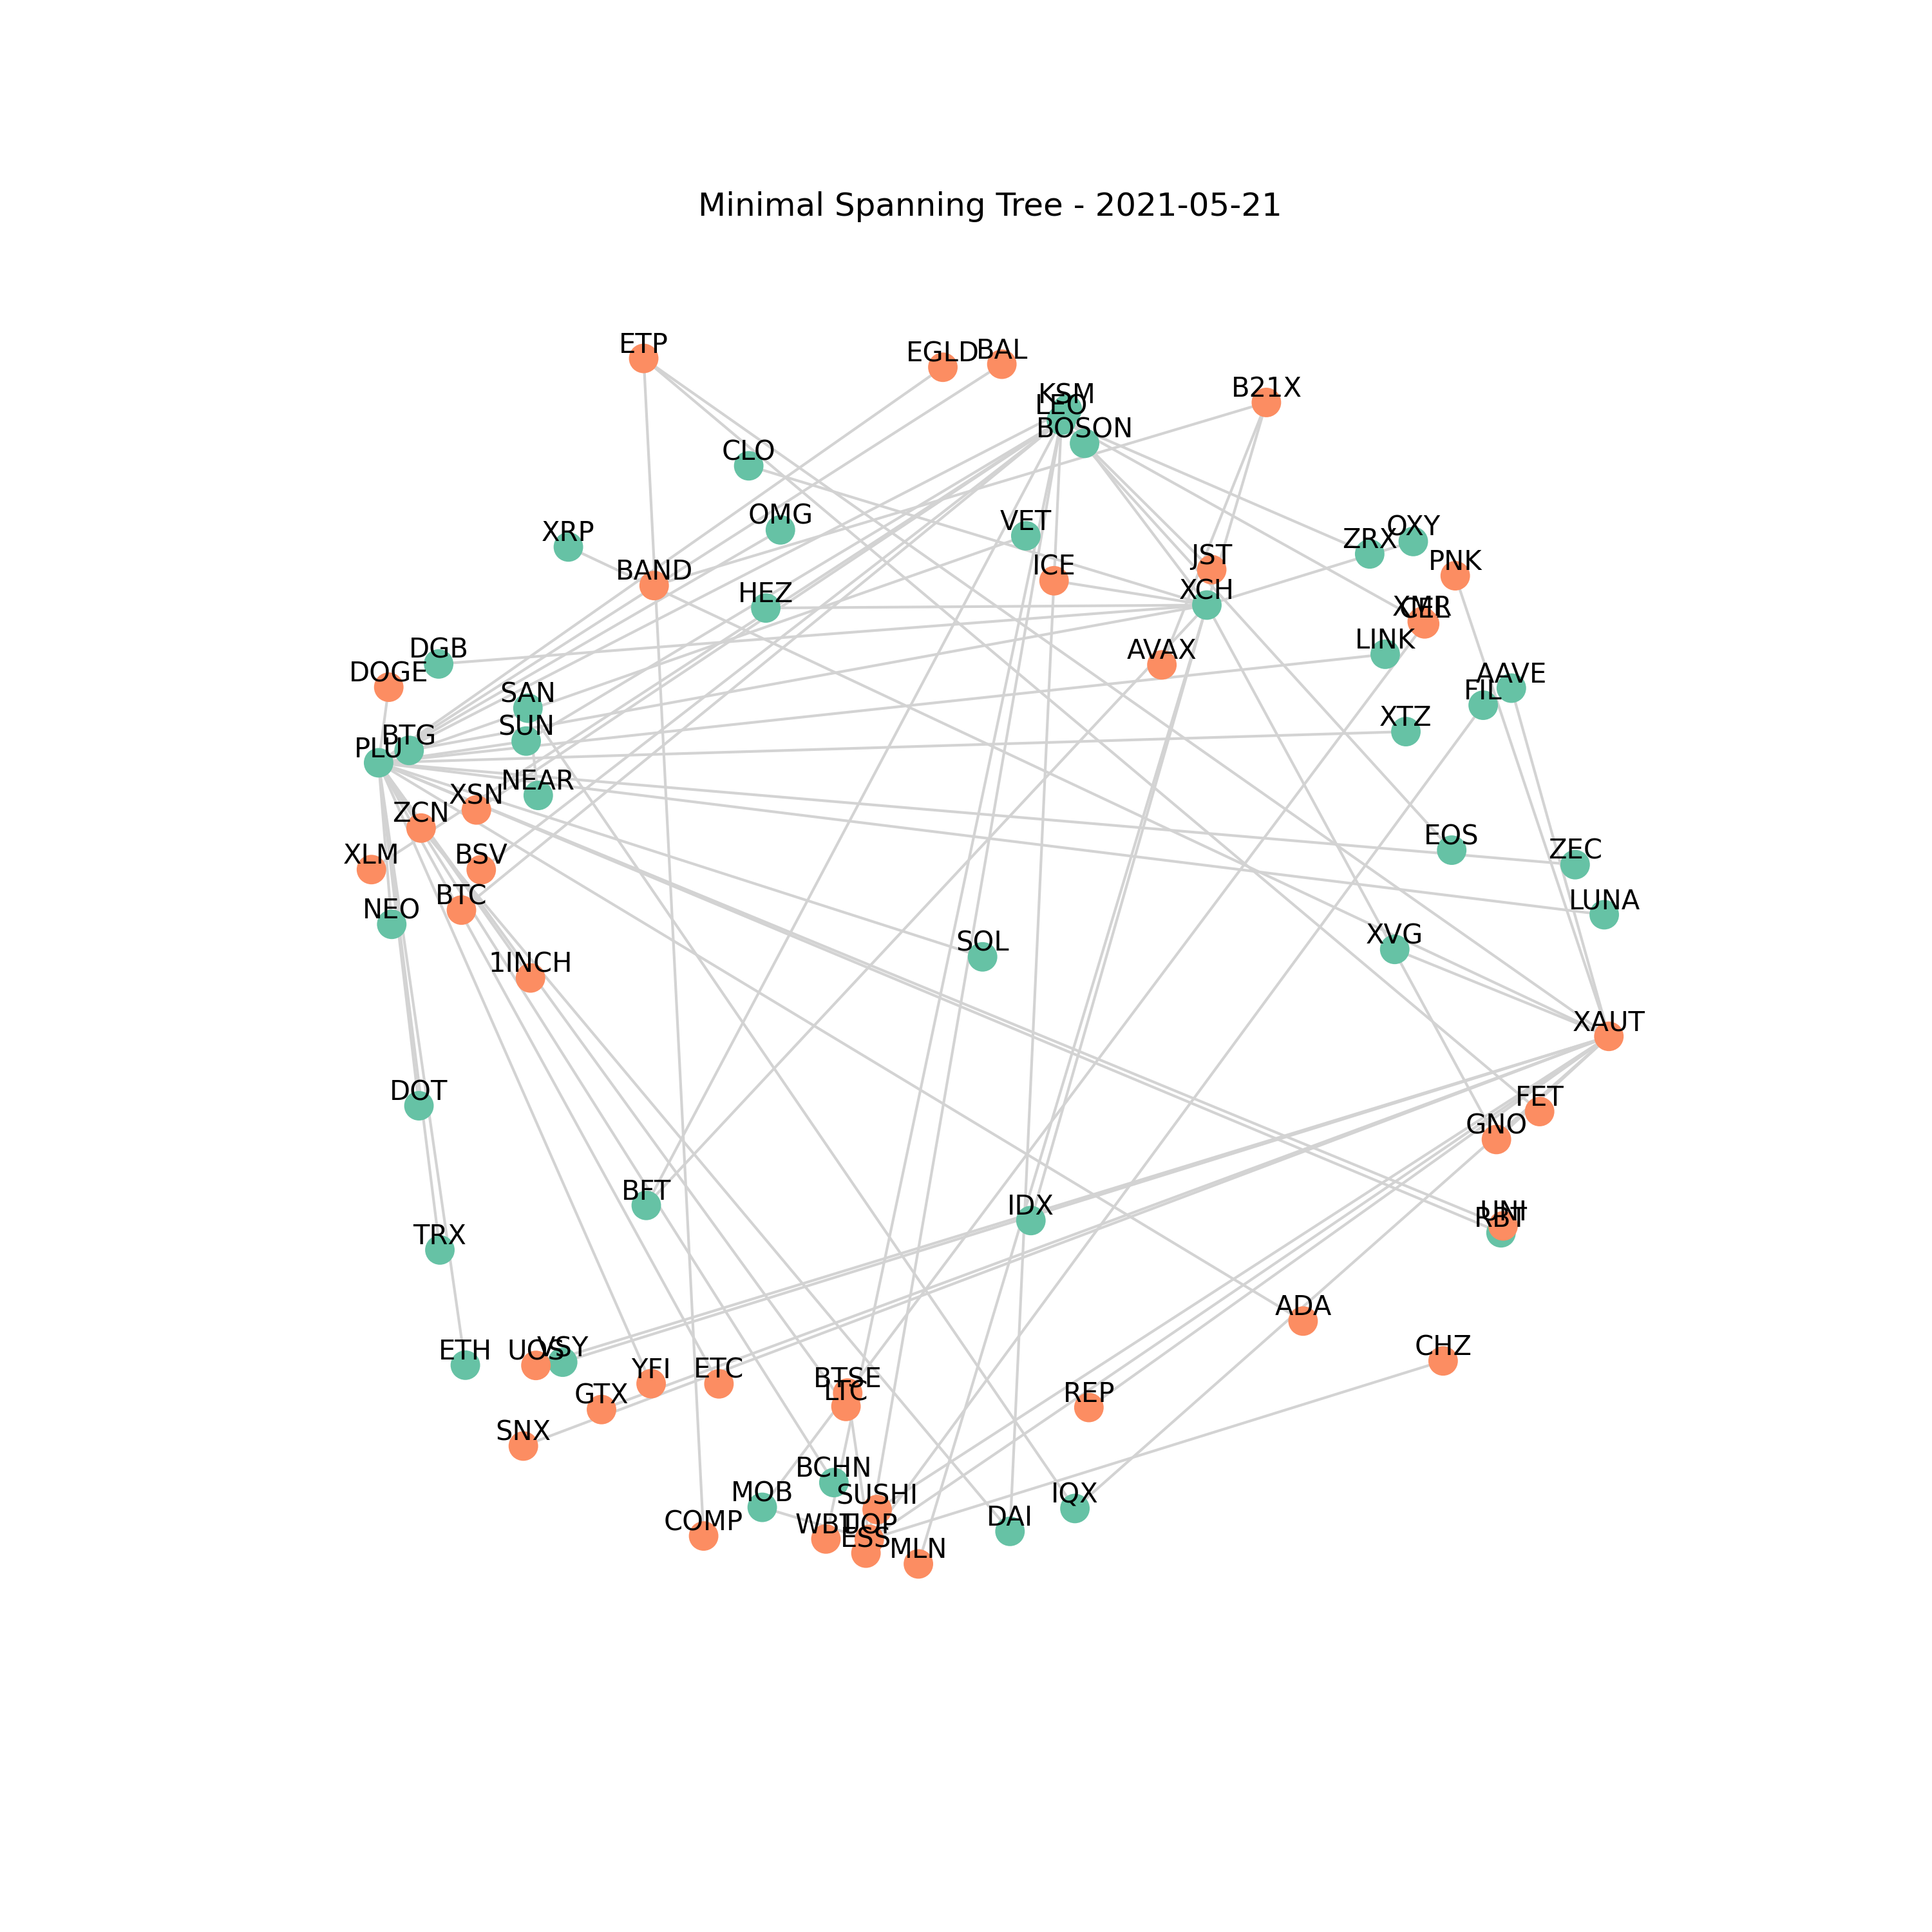 Minimal Spanning Tree - 2021-05-21
ETP
EGLD
BAL
KSM
B21X
LEO
BOSON
CLO
OMG
VET
XRP
OXY
ZRX
JST
PNK
ICE
BAND
HEZ
XCH
XMR
CEL
LINK
DGB
AVAX
DOGE
AAVE
FIL
SAN
SUN
XTZ
BTG
PLU
NEAR
XSN
ZCN
EOS
XLM
BSV
ZEC
BTC
LUNA
NEO
SOL
XVG
1INCH
XAUT
DOT
FET
GNO
BFT
IDX
UNI
RBT
TRX
ADA
ETH
UOS
VSY
CHZ
YFI
ETC
BTSE
LTC
GTX
REP
SNX
BCHN
MOB
SUSHI
IQX
COMP
WBT
UOP
DAI
ESS
MLN